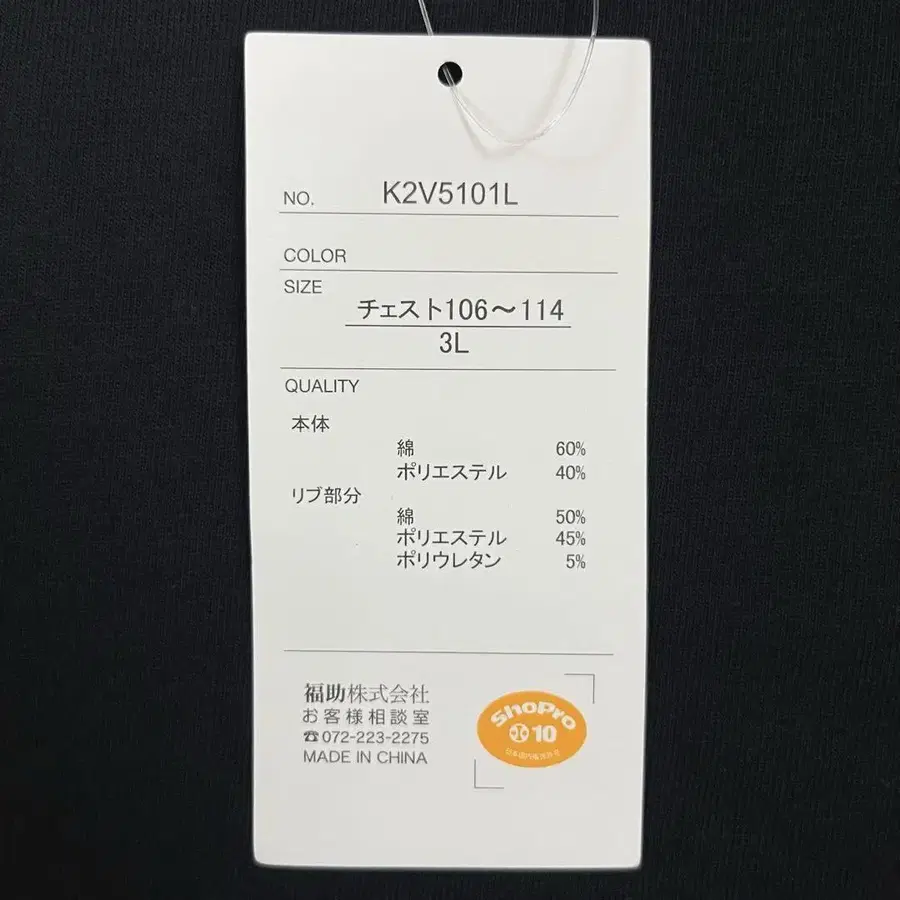 NO. K2V5101L
COLOR
SIZE
チェスト106～114
3L
QUALITY
本体
綿 60%
ポリエステル 40%
リブ部分
綿 50%
ポリエステル 45%
ポリウレタン 5%
福助株式会社
お客様相談室
☎072-223-2275
MADE IN CHINA
ShoPro
10